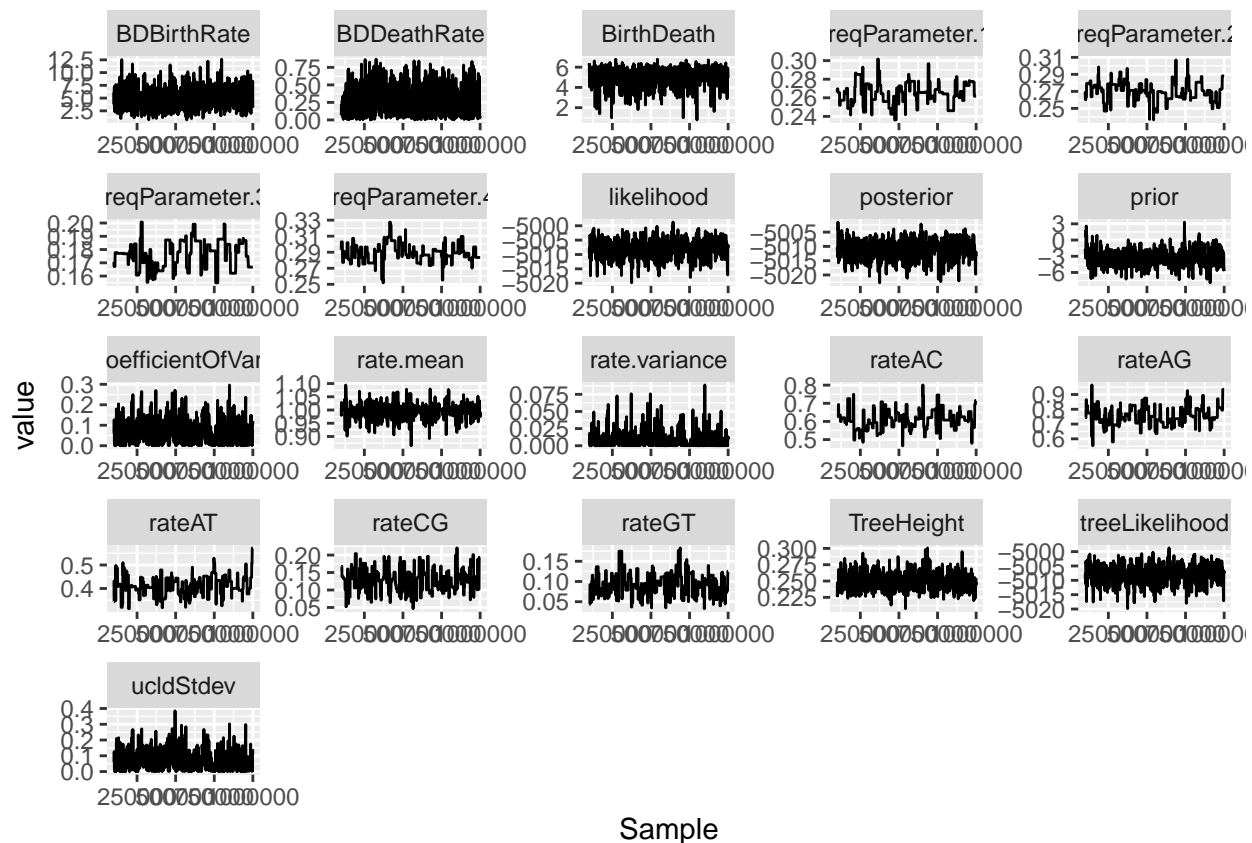 BDBirthRate BDDeathRate BirthDeath reqParameter.1 reqParameter.2
12.5 10.0 7.5 5.0 2.5
0.75 0.50 0.25 0.00
6 4 2
0.30 0.28 0.26 0.24
0.31 0.29 0.27 0.25
reqParameter.3 reqParameter.4 likelihood posterior prior
0.20 0.19 0.18 0.17 0.16
0.33 0.31 0.29 0.27 0.25
−5000 −5005 −5010 −5015 −5020
−5005 −5010 −5015 −5020
3 0 −3 −6
oefficientOfVar rate.mean rate.variance rateAC rateAG
0.3 0.2 0.1 0.0
1.10 1.05 1.00 0.95 0.90
0.075 0.050 0.025 0.000
0.8 0.7 0.6 0.5
0.9 0.8 0.7 0.6
rateAT rateCG rateGT TreeHeight treeLikelihood
0.5 0.4
0.20 0.15 0.10 0.05
0.15 0.10 0.05
0.300 0.275 0.250 0.225
−5000 −5005 −5010 −5015 −5020
ucldStdev
0.4 0.3 0.2 0.1 0.0
value
Sample